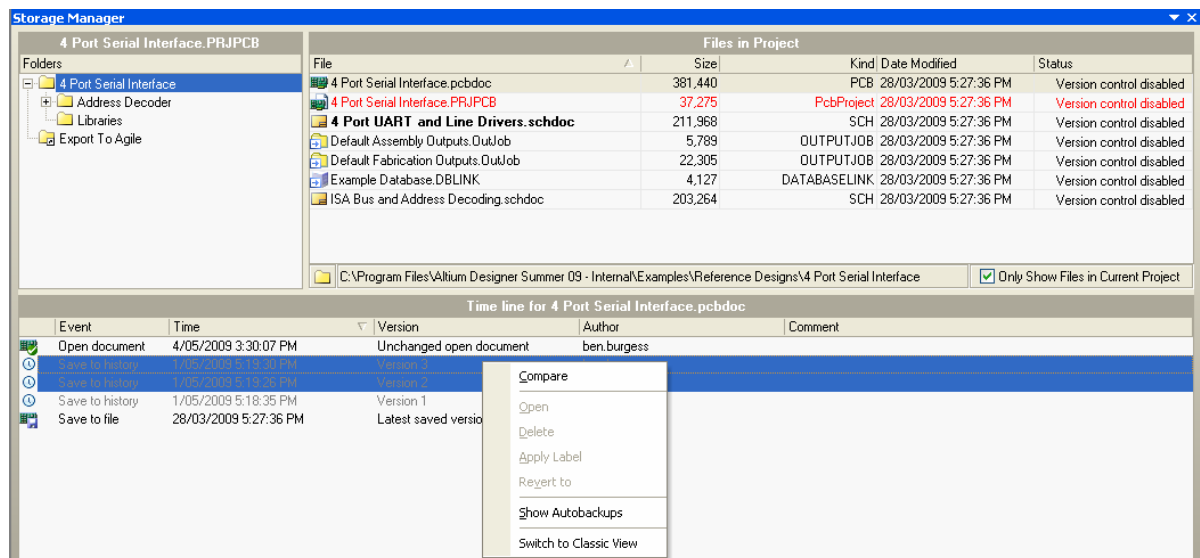 Storage Manager
4 Port Serial Interface.PRJPCB
Folders
4 Port Serial Interface
Address Decoder
Libraries
Export To Agile
Files in Project
File Size Kind Date Modified Status
4 Port Serial Interface.pcbdoc 381,440 PCB 28/03/2009 5:27:36 PM Version control disabled
4 Port Serial Interface.PRJPCB 37,275 PcbProject 28/03/2009 5:27:36 PM Version control disabled
4 Port UART and Line Drivers.schdoc 211,968 SCH 28/03/2009 5:27:36 PM Version control disabled
Default Assembly Outputs.OutJob 5,789 OUTPUTJOB 28/03/2009 5:27:36 PM Version control disabled
Default Fabrication Outputs.OutJob 22,305 OUTPUTJOB 28/03/2009 5:27:36 PM Version control disabled
Example Database.DBLINK 4,127 DATABASELINK 28/03/2009 5:27:36 PM Version control disabled
ISA Bus and Address Decoding.schdoc 203,264 SCH 28/03/2009 5:27:36 PM Version control disabled
C:\Program Files\Altium Designer Summer 09 - Internal\Examples\Reference Designs\4 Port Serial Interface Only Show Files in Current Project
Time line for 4 Port Serial Interface.pcbdoc
Event Time Version Author Comment
Open document 4/05/2009 3:30:07 PM Unchanged open document ben.burgess
Save to history 1/05/2009 5:19:30 PM Version 3
Save to history 1/05/2009 5:19:26 PM Version 2
Save to history 1/05/2009 5:18:35 PM Version 1
Save to file 28/03/2009 5:27:36 PM Latest saved versio
Compare
Open
Delete
Apply Label
Revert to
Show Autobackups
Switch to Classic View